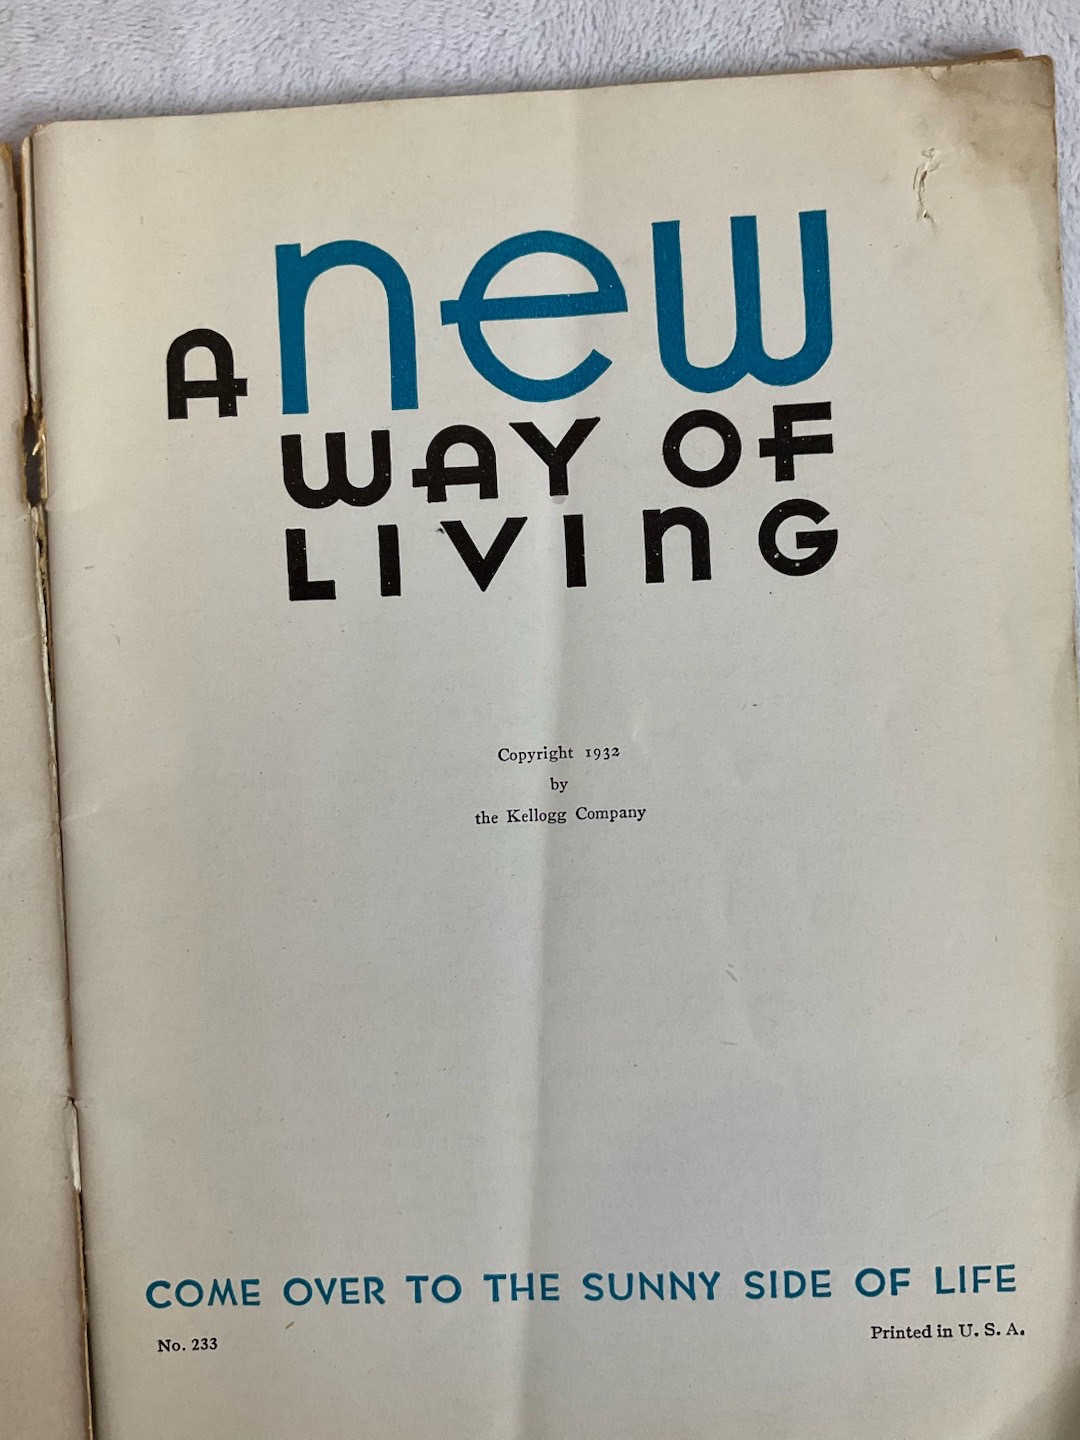 A new
WAY OF
LIVING
Copyright 1932
by
the Kellogg Company
COME OVER TO THE SUNNY SIDE OF LIFE
No. 233
Printed in U. S. A.